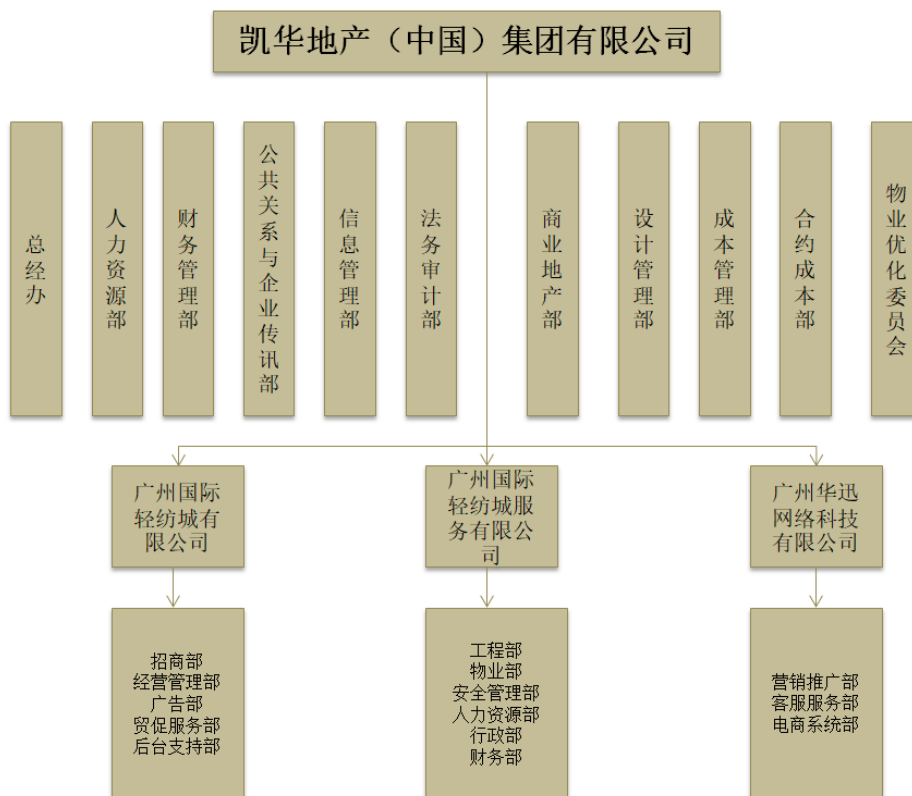 凯华地产（中国）集团有限公司
总经办
人力资源部
财务管理部
公共关系与企业传讯部
信息管理部
法务审计部
商业地产部
设计管理部
成本管理部
合约成本部
物业优化委员会
广州国际
轻纺城有
限公司
广州国际
轻纺城服
务有限公
司
广州华迅
网络科技
有限公司
招商部
经营管理部
广告部
贸促服务部
后台支持部
工程部
物业部
安全管理部
人力资源部
行政部
财务部
营销推广部
客服服务部
电商系统部